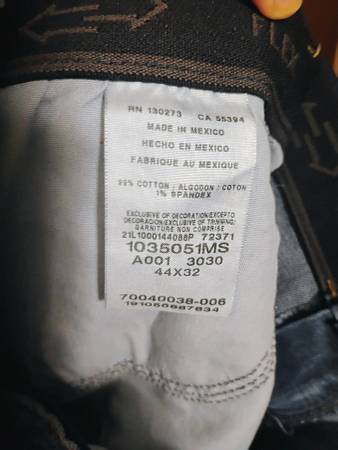 RN 130273 CA 55394
MADE IN MEXICO
HECHO EN MEXICO
FABRIQUE AU MEXIQUE
99% COTTON / ALGODON / COTON
1% SPANDEX
EXCLUSIVE OF DECORATION/EXCEPTO
DECORACION/EXCLUSIVE OF TRIMMING/
GARNITURE NON COMPRISE
21L1000144088P 72371
1035051MS
A001 3030
44X32
70040038-006
191056887834